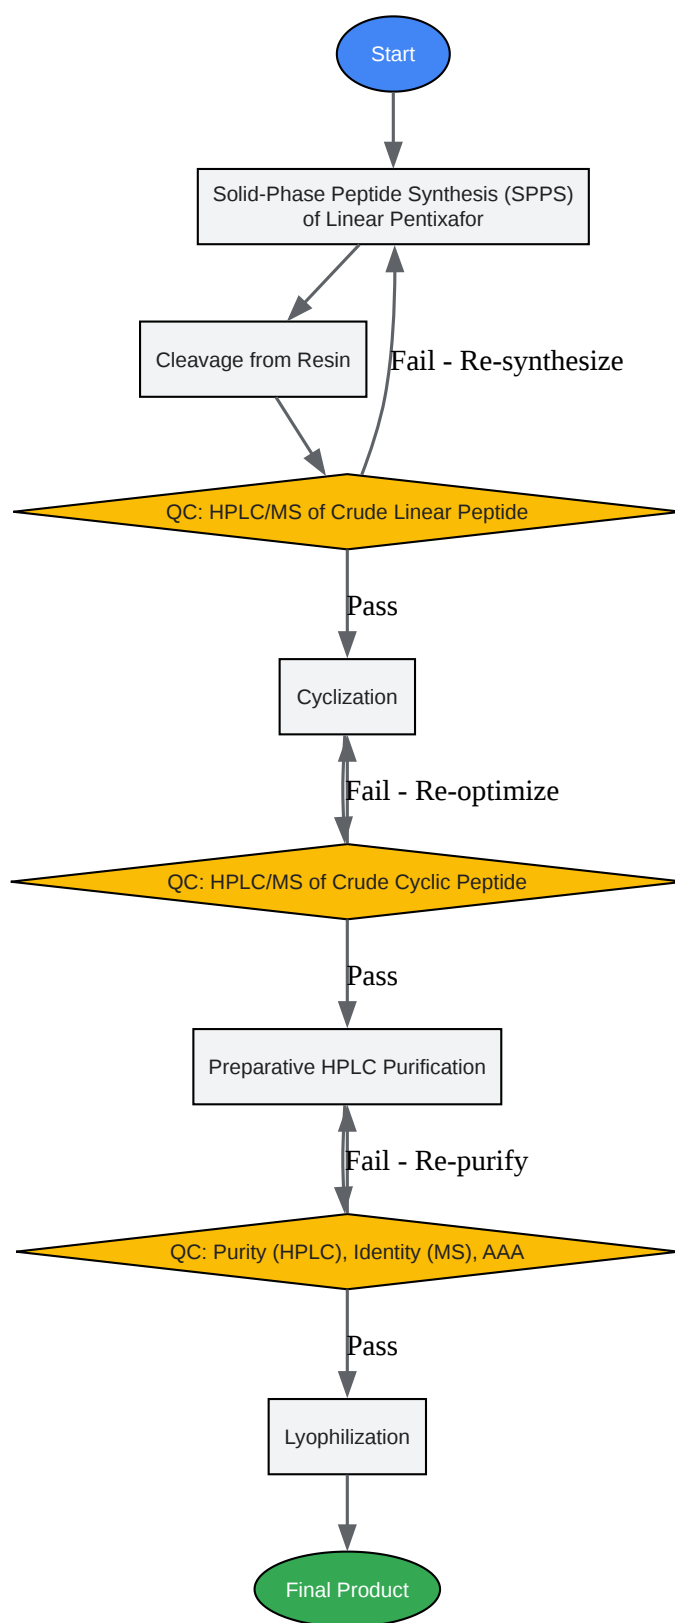 Start
Solid-Phase Peptide Synthesis (SPPS)
of Linear Pentixafor
Cleavage from Resin
Fail - Re-synthesize
QC: HPLC/MS of Crude Linear Peptide
Pass
Cyclization
Fail - Re-optimize
QC: HPLC/MS of Crude Cyclic Peptide
Pass
Preparative HPLC Purification
Fail - Re-purify
QC: Purity (HPLC), Identity (MS), AAA
Pass
Lyophilization
Final Product